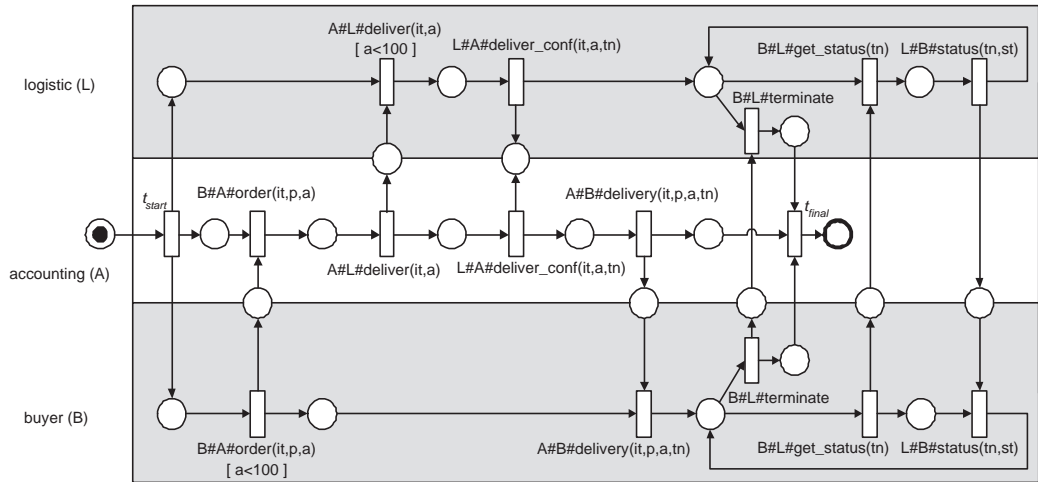 A#L#deliver(it,a)
[ a<100 ]
L#A#deliver_conf(it,a,tn)
B#L#get_status(tn)
L#B#status(tn,st)
logistic (L)
B#L#terminate
B#A#order(it,p,a)
A#B#delivery(it,p,a,tn)
t_start
t_final
accounting (A)
A#L#deliver(it,a)
L#A#deliver_conf(it,a,tn)
B#L#terminate
buyer (B)
B#A#order(it,p,a)
[ a<100 ]
A#B#delivery(it,p,a,tn)
B#L#get_status(tn)
L#B#status(tn,st)